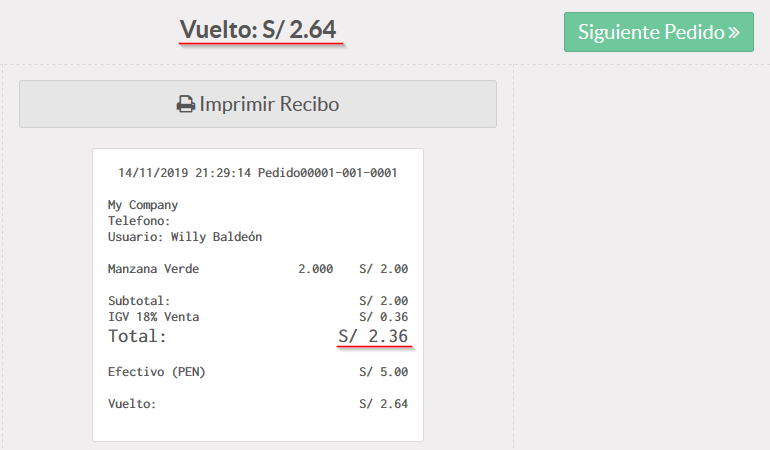 Vuelto: S/ 2.64
Siguiente Pedido »
Imprimir Recibo
14/11/2019 21:29:14 Pedido00001-001-0001
My Company
Telefono:
Usuario: Willy Baldeón
Manzana Verde 2.000 S/ 2.00
Subtotal: S/ 2.00
IGV 18% Venta S/ 0.36
Total: S/ 2.36
Efectivo (PEN) S/ 5.00
Vuelto: S/ 2.64